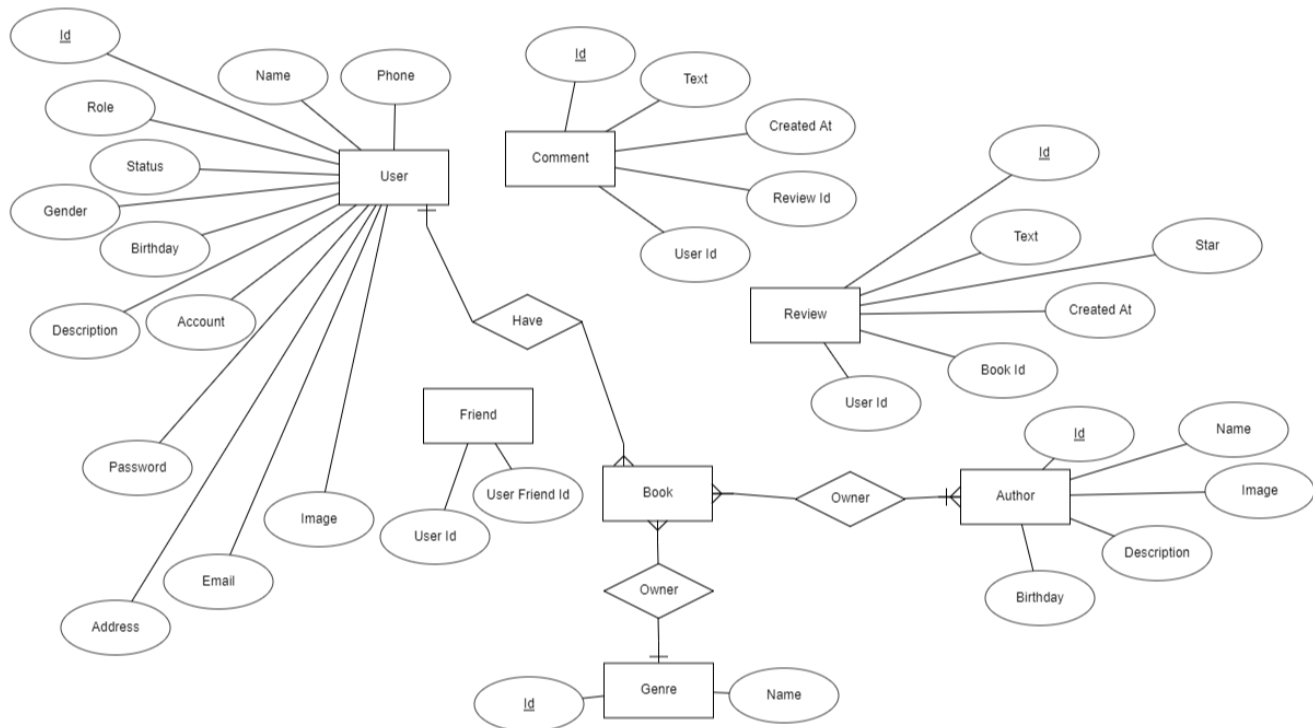 Id
Name
Phone
Role
Status
Gender
Birthday
Description
Account
Password
Address
Email
Image
User
Id
Text
Created At
Review Id
User Id
Comment
Id
Text
Star
Created At
Book Id
User Id
Review
Have
Friend
User Id
User Friend Id
Book
Owner
Author
Id
Name
Image
Description
Birthday
Owner
Genre
Id
Name